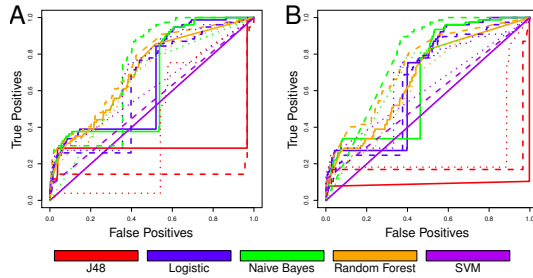 A
B
True Positives
1.0
0.8
0.6
0.4
0.2
0.0
0.0 0.2 0.4 0.6 0.8 1.0
False Positives
True Positives
1.0
0.8
0.6
0.4
0.2
0.0
0.0 0.2 0.4 0.6 0.8 1.0
False Positives
J48 Logistic Naive Bayes Random Forest SVM